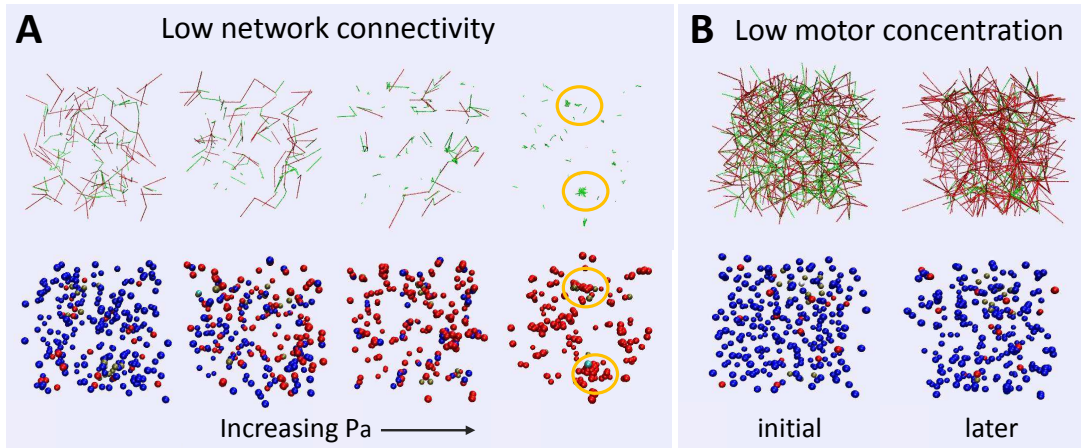 A Low network connectivity
B Low motor concentration
Increasing Pa
initial later